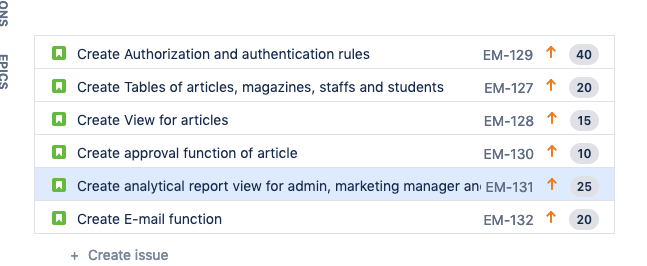 ONS
EPICS
Create Authorization and authentication rules EM-129 40
Create Tables of articles, magazines, staffs and students EM-127 20
Create View for articles EM-128 15
Create approval function of article EM-130 10
Create analytical report view for admin, marketing manager an EM-131 25
Create E-mail function EM-132 20
+ Create issue